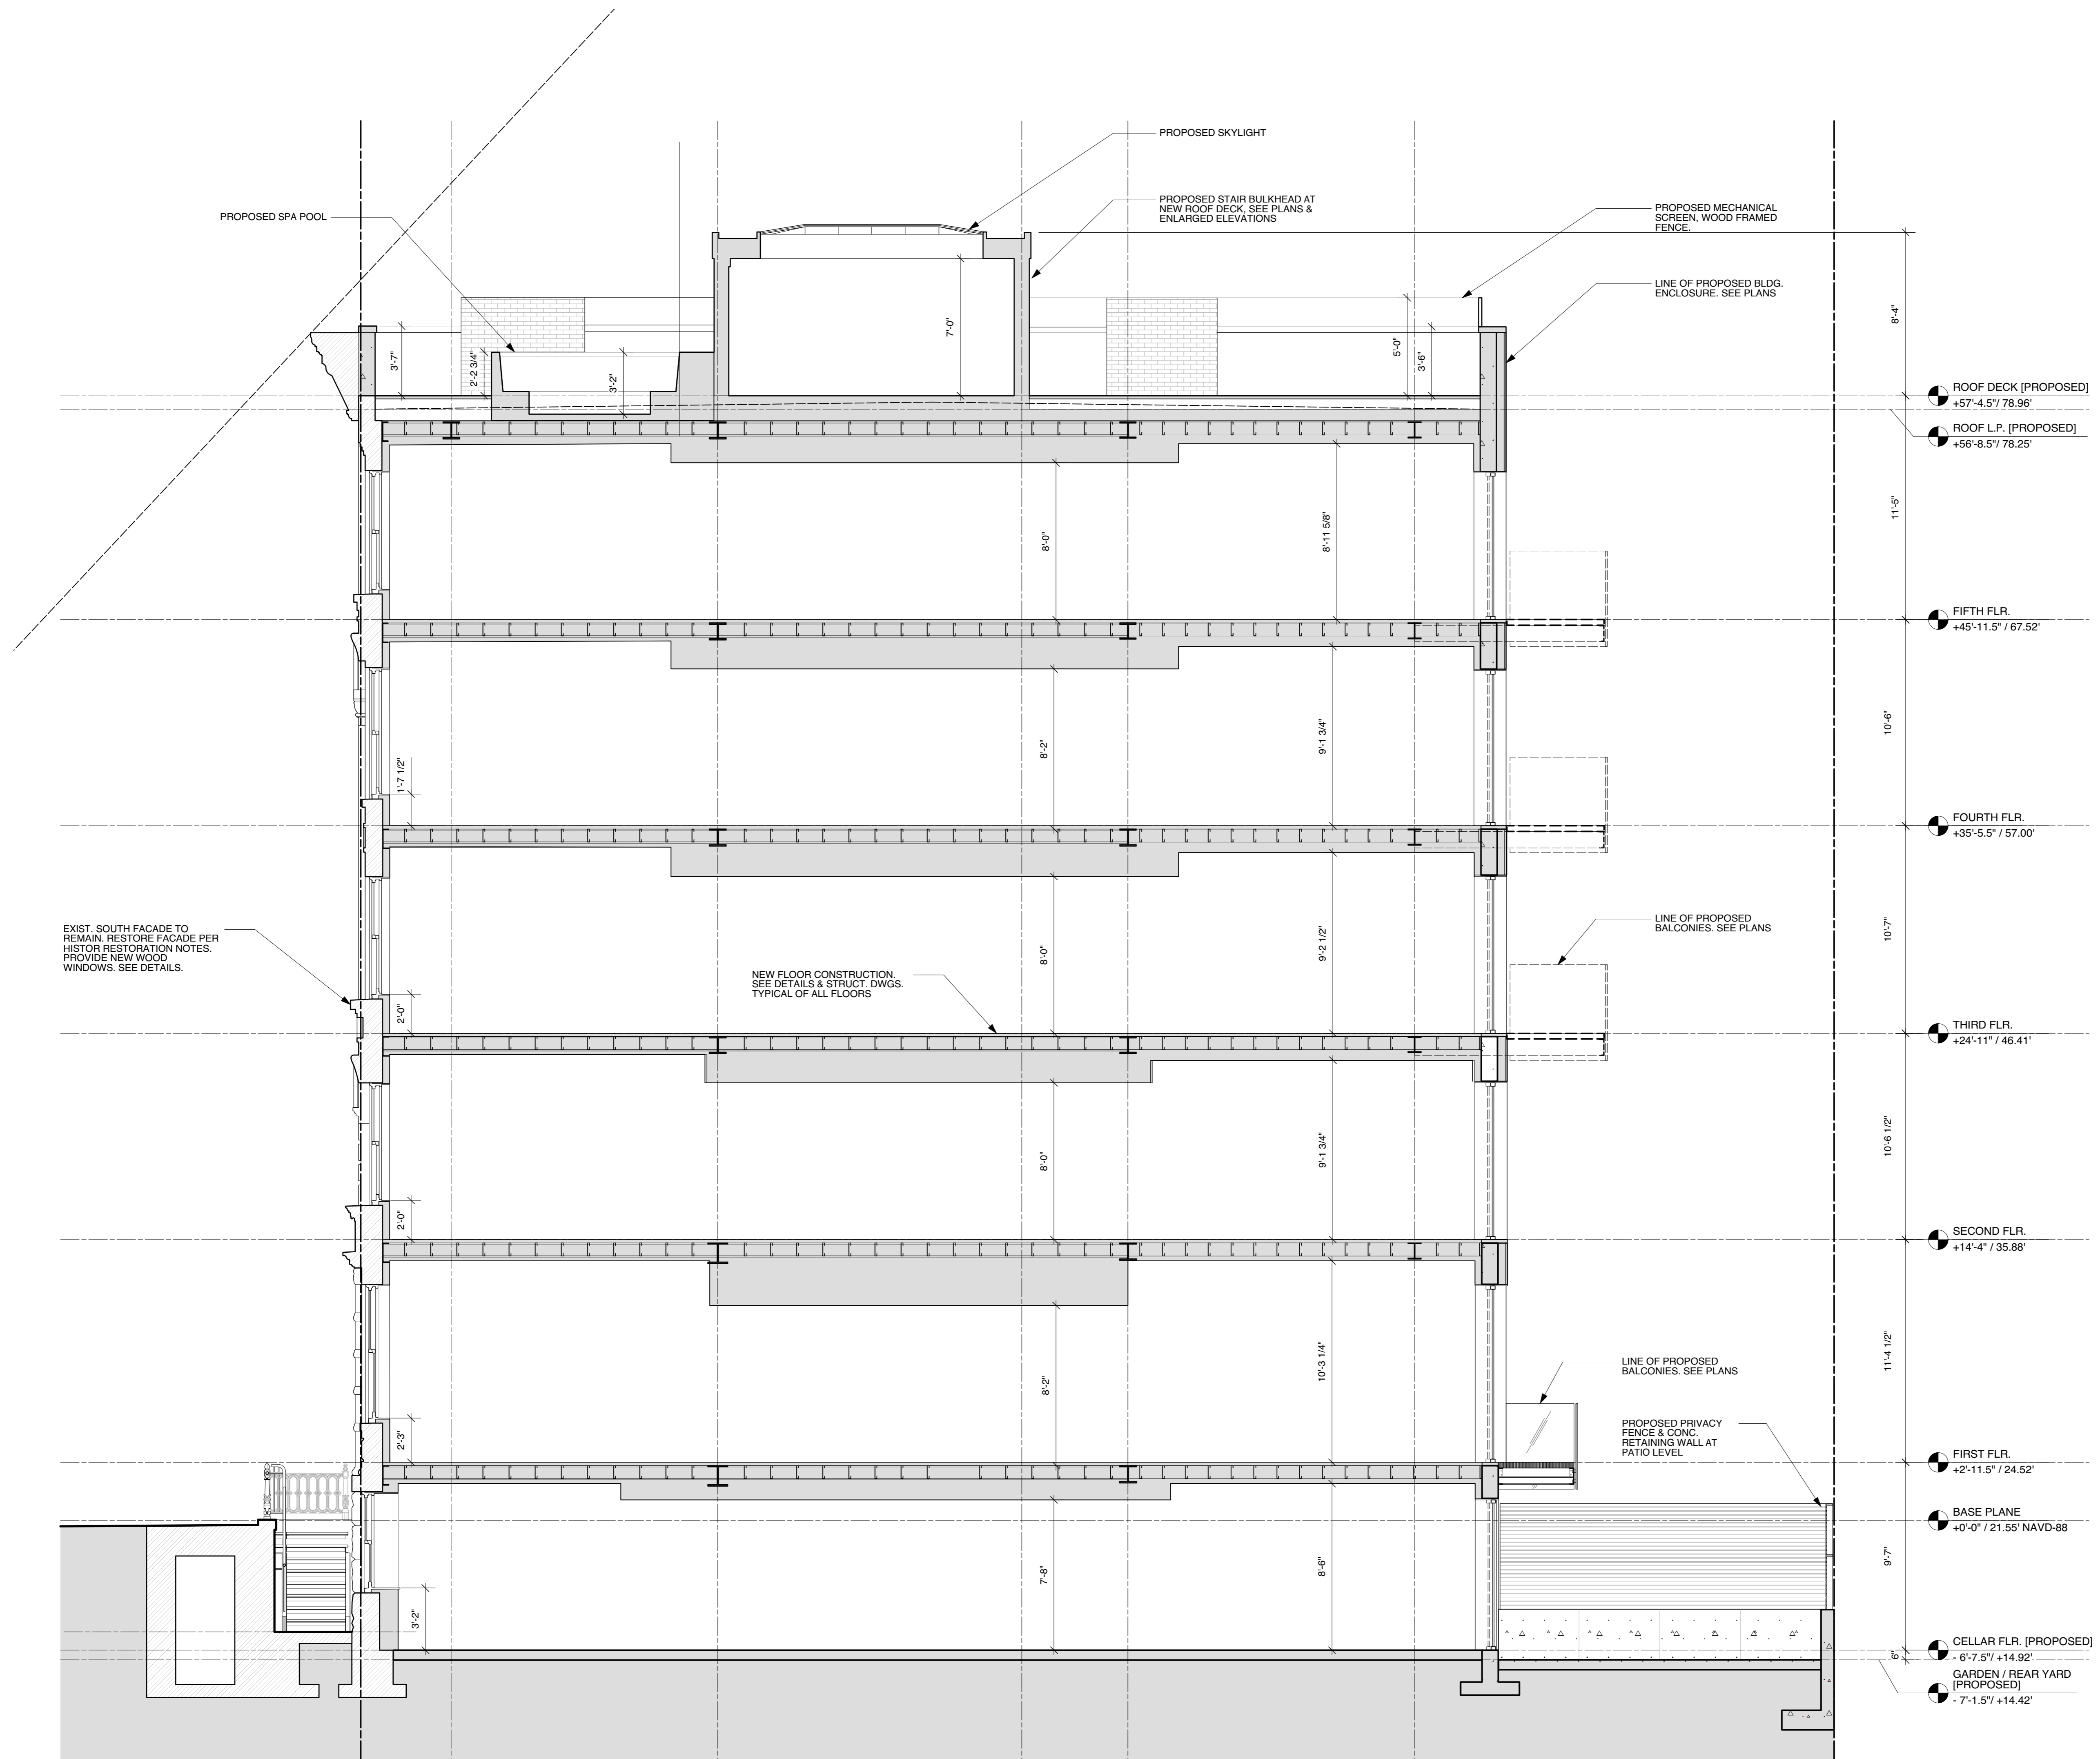 PROPOSED SKYLIGHT
PROPOSED STAIR BULKHEAD AT
NEW ROOF DECK, SEE PLANS &
ENLARGED ELEVATIONS
PROPOSED SPA POOL
PROPOSED MECHANICAL
SCREEN, WOOD FRAMED
FENCE.
LINE OF PROPOSED BLDG.
ENCLOSURE. SEE PLANS
8'-4"
7'-0"
3'-7"
2'-2 3/4"
3'-2"
5'-0"
3'-6"
ROOF DECK [PROPOSED]
+57'-4.5"/ 78.96'
ROOF L.P. [PROPOSED]
+56'-8.5"/ 78.25'
8'-0"
8'-11 5/8"
11'-5"
FIFTH FLR.
+45'-11.5" / 67.52'
1'-7 1/2"
8'-2"
9'-1 3/4"
10'-6"
FOURTH FLR.
+35'-5.5" / 57.00'
EXIST. SOUTH FACADE TO
REMAIN. RESTORE FACADE PER
HISTOR RESTORATION NOTES.
PROVIDE NEW WOOD
WINDOWS. SEE DETAILS.
2'-0"
NEW FLOOR CONSTRUCTION.
SEE DETAILS & STRUCT. DWGS.
TYPICAL OF ALL FLOORS
8'-0"
9'-2 1/2"
LINE OF PROPOSED
BALCONIES. SEE PLANS
10'-7"
THIRD FLR.
+24'-11" / 46.41'
2'-0"
8'-0"
9'-1 3/4"
10'-6 1/2"
SECOND FLR.
+14'-4" / 35.88'
2'-3"
8'-2"
10'-3 1/4"
11'-4 1/2"
LINE OF PROPOSED
BALCONIES. SEE PLANS
PROPOSED PRIVACY
FENCE & CONC.
RETAINING WALL AT
PATIO LEVEL
FIRST FLR.
+2'-11.5" / 24.52'
BASE PLANE
+0'-0" / 21.55' NAVD-88
3'-2"
7'-8"
8'-6"
9'-7"
CELLAR FLR. [PROPOSED]
- 6'-7.5"/ +14.92'
6"
GARDEN / REAR YARD
[PROPOSED]
- 7'-1.5"/ +14.42'